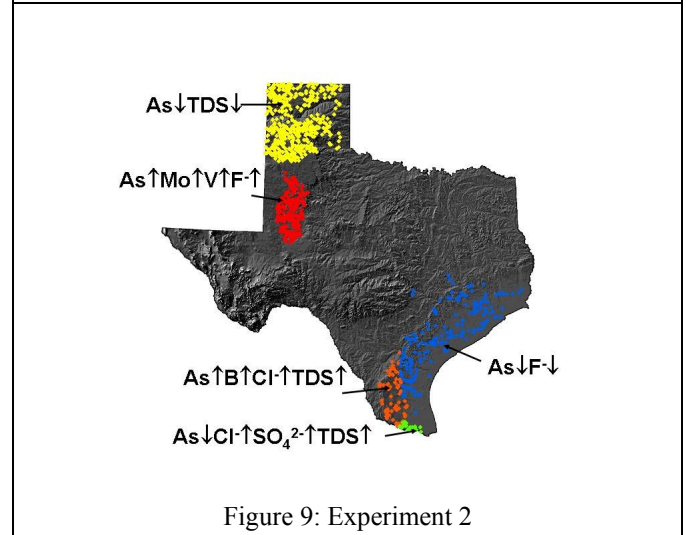 As↓TDS↓
As↑Mo↑V↑F-↑
As↓F-↓
As↑B↑Cl-↑TDS↑
As↓Cl-↑SO₄²-↑TDS↑
Figure 9: Experiment 2